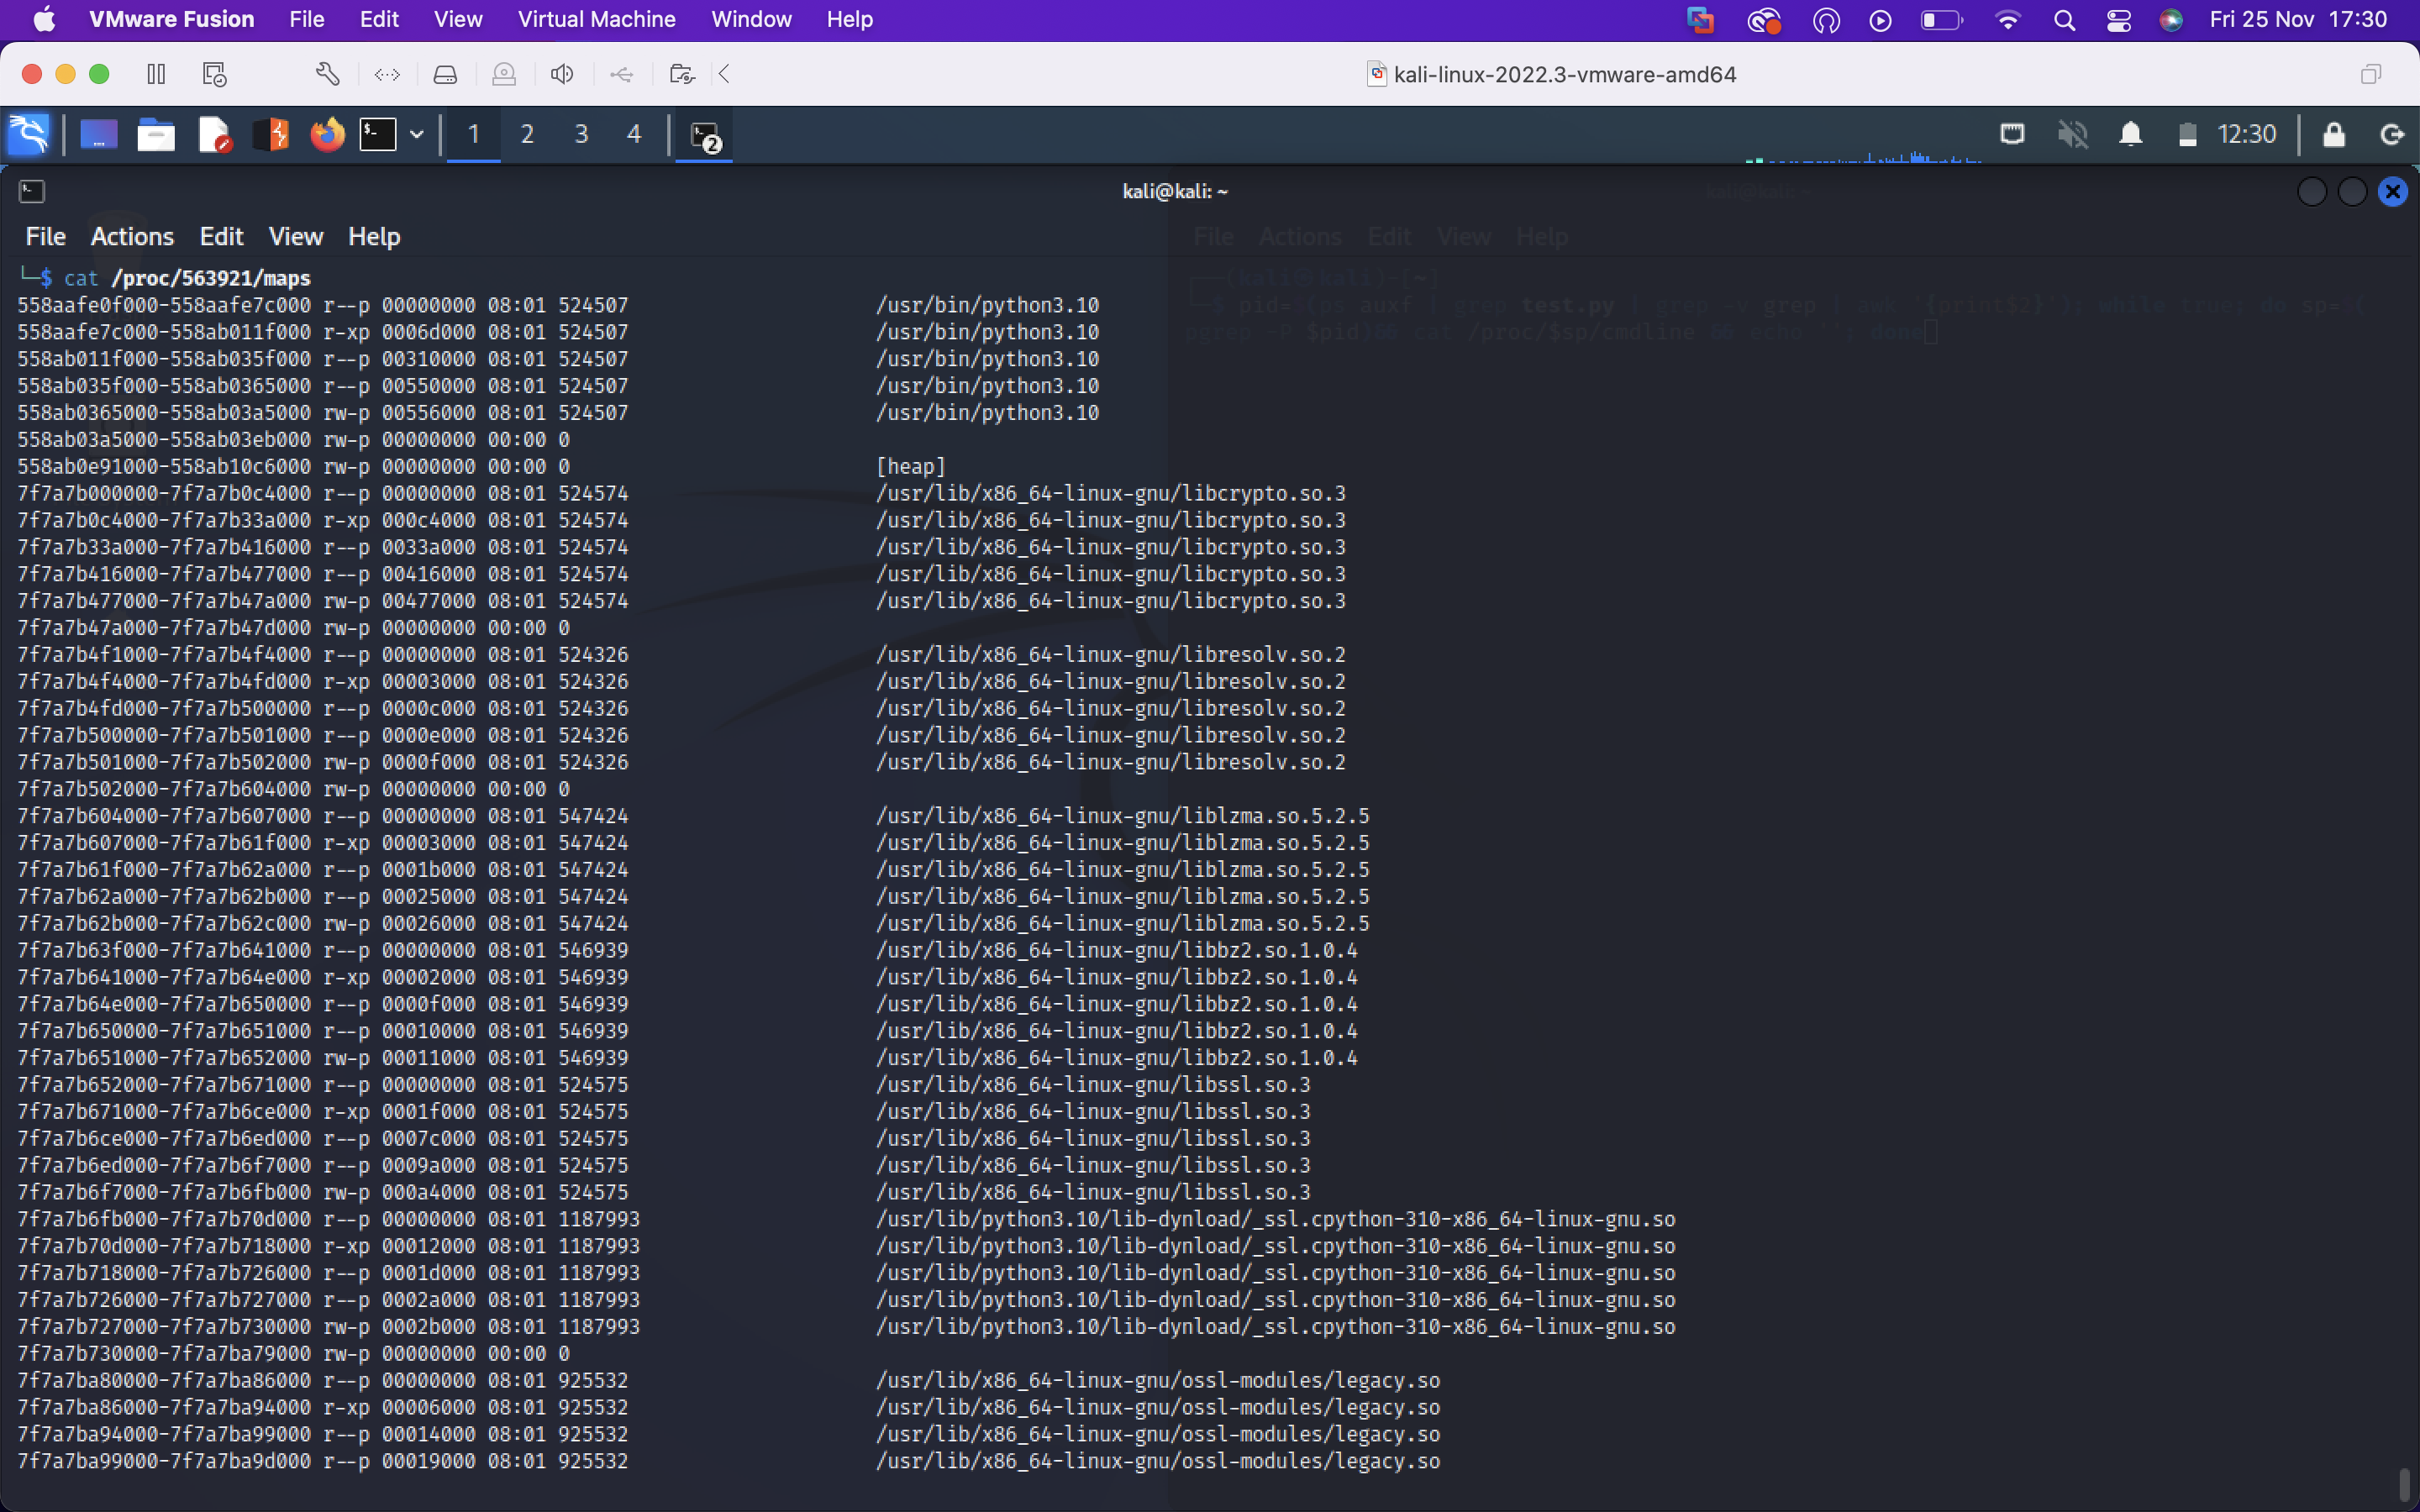 VMware Fusion File Edit View Virtual Machine Window Help Fri 25 Nov 17:30
kali-linux-2022.3-vmware-amd64
1 2 3 4 2 12:30
kali@kali: ~ kali@kali: ~
File Actions Edit View Help
File Actions Edit View Help
└─$ cat /proc/563921/maps
558aafe0f000-558aafe7c000 r--p 00000000 08:01 524507 /usr/bin/python3.10
558aafe7c000-558ab011f000 r-xp 0006d000 08:01 524507 /usr/bin/python3.10
558ab011f000-558ab035f000 r--p 00310000 08:01 524507 /usr/bin/python3.10
558ab035f000-558ab0365000 r--p 00550000 08:01 524507 /usr/bin/python3.10
558ab0365000-558ab03a5000 rw-p 00556000 08:01 524507 /usr/bin/python3.10
558ab03a5000-558ab03eb000 rw-p 00000000 00:00 0
558ab0e91000-558ab10c6000 rw-p 00000000 00:00 0 [heap]
7f7a7b000000-7f7a7b0c4000 r--p 00000000 08:01 524574 /usr/lib/x86_64-linux-gnu/libcrypto.so.3
7f7a7b0c4000-7f7a7b33a000 r-xp 000c4000 08:01 524574 /usr/lib/x86_64-linux-gnu/libcrypto.so.3
7f7a7b33a000-7f7a7b416000 r--p 0033a000 08:01 524574 /usr/lib/x86_64-linux-gnu/libcrypto.so.3
7f7a7b416000-7f7a7b477000 r--p 00416000 08:01 524574 /usr/lib/x86_64-linux-gnu/libcrypto.so.3
7f7a7b477000-7f7a7b47a000 rw-p 00477000 08:01 524574 /usr/lib/x86_64-linux-gnu/libcrypto.so.3
7f7a7b47a000-7f7a7b47d000 rw-p 00000000 00:00 0
7f7a7b4f1000-7f7a7b4f4000 r--p 00000000 08:01 524326 /usr/lib/x86_64-linux-gnu/libresolv.so.2
7f7a7b4f4000-7f7a7b4fd000 r-xp 00003000 08:01 524326 /usr/lib/x86_64-linux-gnu/libresolv.so.2
7f7a7b4fd000-7f7a7b500000 r--p 0000c000 08:01 524326 /usr/lib/x86_64-linux-gnu/libresolv.so.2
7f7a7b500000-7f7a7b501000 r--p 0000e000 08:01 524326 /usr/lib/x86_64-linux-gnu/libresolv.so.2
7f7a7b501000-7f7a7b502000 rw-p 0000f000 08:01 524326 /usr/lib/x86_64-linux-gnu/libresolv.so.2
7f7a7b502000-7f7a7b604000 rw-p 00000000 00:00 0
7f7a7b604000-7f7a7b607000 r--p 00000000 08:01 547424 /usr/lib/x86_64-linux-gnu/liblzma.so.5.2.5
7f7a7b607000-7f7a7b61f000 r-xp 00003000 08:01 547424 /usr/lib/x86_64-linux-gnu/liblzma.so.5.2.5
7f7a7b61f000-7f7a7b62a000 r--p 0001b000 08:01 547424 /usr/lib/x86_64-linux-gnu/liblzma.so.5.2.5
7f7a7b62a000-7f7a7b62b000 r--p 00025000 08:01 547424 /usr/lib/x86_64-linux-gnu/liblzma.so.5.2.5
7f7a7b62b000-7f7a7b62c000 rw-p 00026000 08:01 547424 /usr/lib/x86_64-linux-gnu/liblzma.so.5.2.5
7f7a7b63f000-7f7a7b641000 r--p 00000000 08:01 546939 /usr/lib/x86_64-linux-gnu/libbz2.so.1.0.4
7f7a7b641000-7f7a7b64e000 r-xp 00002000 08:01 546939 /usr/lib/x86_64-linux-gnu/libbz2.so.1.0.4
7f7a7b64e000-7f7a7b650000 r--p 0000f000 08:01 546939 /usr/lib/x86_64-linux-gnu/libbz2.so.1.0.4
7f7a7b650000-7f7a7b651000 r--p 00010000 08:01 546939 /usr/lib/x86_64-linux-gnu/libbz2.so.1.0.4
7f7a7b651000-7f7a7b652000 rw-p 00011000 08:01 546939 /usr/lib/x86_64-linux-gnu/libbz2.so.1.0.4
7f7a7b652000-7f7a7b671000 r--p 00000000 08:01 524575 /usr/lib/x86_64-linux-gnu/libssl.so.3
7f7a7b671000-7f7a7b6ce000 r-xp 0001f000 08:01 524575 /usr/lib/x86_64-linux-gnu/libssl.so.3
7f7a7b6ce000-7f7a7b6ed000 r--p 0007c000 08:01 524575 /usr/lib/x86_64-linux-gnu/libssl.so.3
7f7a7b6ed000-7f7a7b6f7000 r--p 0009a000 08:01 524575 /usr/lib/x86_64-linux-gnu/libssl.so.3
7f7a7b6f7000-7f7a7b6fb000 rw-p 000a4000 08:01 524575 /usr/lib/x86_64-linux-gnu/libssl.so.3
7f7a7b6fb000-7f7a7b70d000 r--p 00000000 08:01 1187993 /usr/lib/python3.10/lib-dynload/_ssl.cpython-310-x86_64-linux-gnu.so
7f7a7b70d000-7f7a7b718000 r-xp 00012000 08:01 1187993 /usr/lib/python3.10/lib-dynload/_ssl.cpython-310-x86_64-linux-gnu.so
7f7a7b718000-7f7a7b726000 r--p 0001d000 08:01 1187993 /usr/lib/python3.10/lib-dynload/_ssl.cpython-310-x86_64-linux-gnu.so
7f7a7b726000-7f7a7b727000 r--p 0002a000 08:01 1187993 /usr/lib/python3.10/lib-dynload/_ssl.cpython-310-x86_64-linux-gnu.so
7f7a7b727000-7f7a7b730000 rw-p 0002b000 08:01 1187993 /usr/lib/python3.10/lib-dynload/_ssl.cpython-310-x86_64-linux-gnu.so
7f7a7b730000-7f7a7ba79000 rw-p 00000000 00:00 0
7f7a7ba80000-7f7a7ba86000 r--p 00000000 08:01 925532 /usr/lib/x86_64-linux-gnu/ossl-modules/legacy.so
7f7a7ba86000-7f7a7ba94000 r-xp 00006000 08:01 925532 /usr/lib/x86_64-linux-gnu/ossl-modules/legacy.so
7f7a7ba94000-7f7a7ba99000 r--p 00014000 08:01 925532 /usr/lib/x86_64-linux-gnu/ossl-modules/legacy.so
7f7a7ba99000-7f7a7ba9d000 r--p 00019000 08:01 925532 /usr/lib/x86_64-linux-gnu/ossl-modules/legacy.so
┌──(kali㉿kali)-[~]
└─$ pid=$(ps auxf | grep test.py | grep -v grep | awk '{print$2}'); while true; do sp=$(
pgrep -P $pid)&& cat /proc/$sp/cmdline && echo ''; done